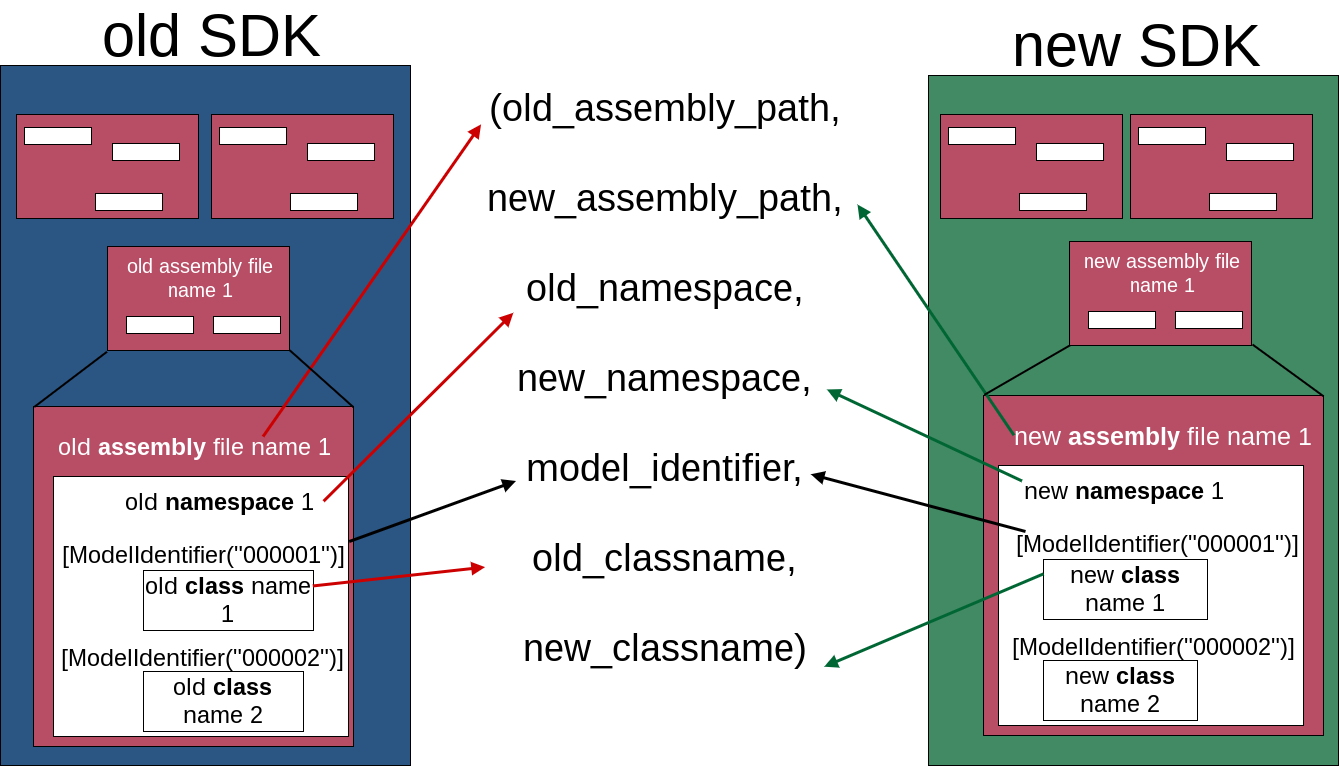 old SDK
old assembly file
name 1
old assembly file name 1
old namespace 1
[ModelIdentifier("000001")]
old class name
1
[ModelIdentifier("000002")]
old class
name 2
(old_assembly_path,
new_assembly_path,
old_namespace,
new_namespace,
model_identifier,
old_classname,
new_classname)
new SDK
new assembly file
name 1
new assembly file name 1
new namespace 1
[ModelIdentifier("000001")]
new class
name 1
[ModelIdentifier("000002")]
new class
name 2